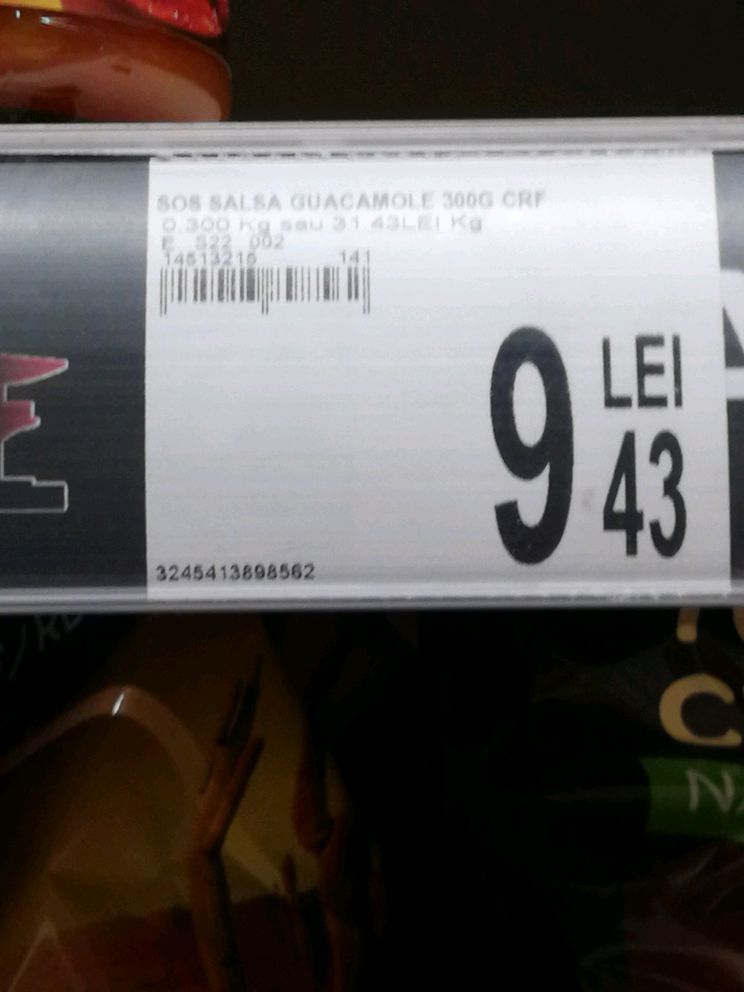 SOS SALSA GUACAMOLE 300G CRF
0.300 Kg sau 31.43LEI Kg
E S22 002
14513215 141
9 LEI 43
3245413898562
C